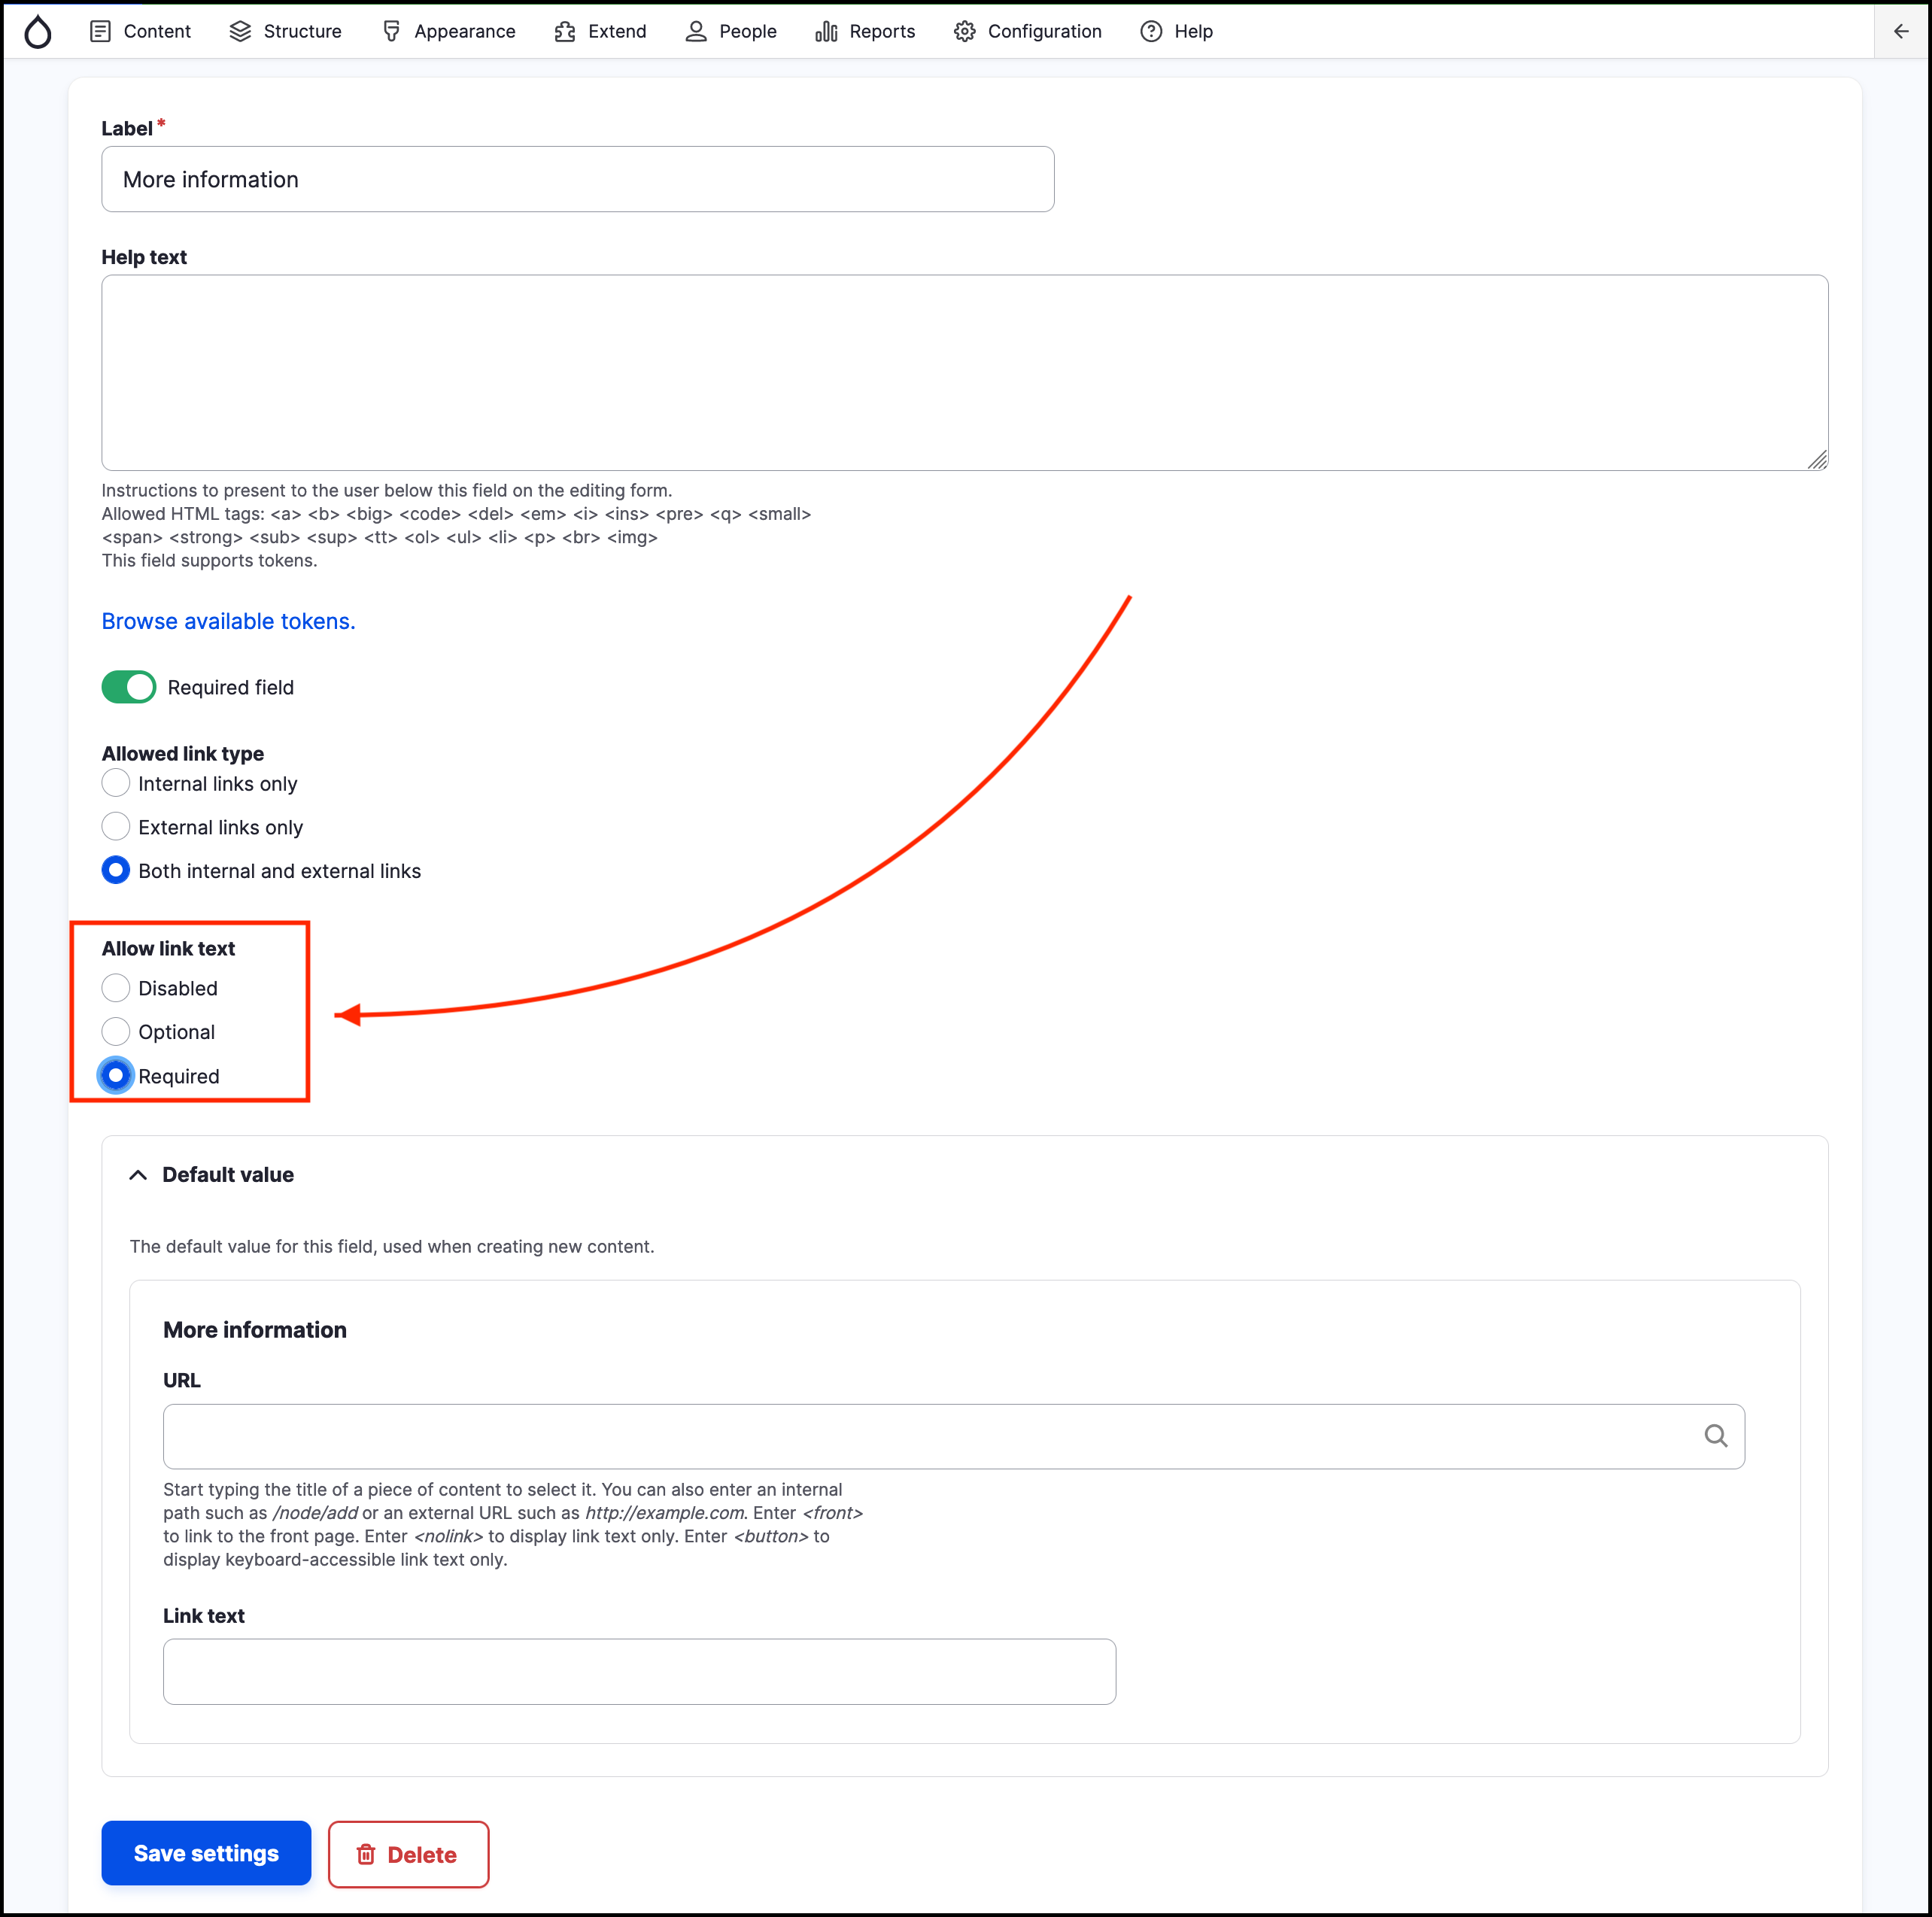 Content Structure Appearance Extend People Reports Configuration Help
Label*
More information
Help text
Instructions to present to the user below this field on the editing form.
Allowed HTML tags: <a> <b> <big> <code> <del> <em> <i> <ins> <pre> <q> <small>
<span> <strong> <sub> <sup> <tt> <ol> <ul> <li> <p> <br> <img>
This field supports tokens.
Browse available tokens.
Required field
Allowed link type
Internal links only
External links only
Both internal and external links
Allow link text
Disabled
Optional
Required
Default value
The default value for this field, used when creating new content.
More information
URL
Start typing the title of a piece of content to select it. You can also enter an internal
path such as /node/add or an external URL such as http://example.com. Enter <front>
to link to the front page. Enter <nolink> to display link text only. Enter <button> to
display keyboard-accessible link text only.
Link text
Save settings Delete